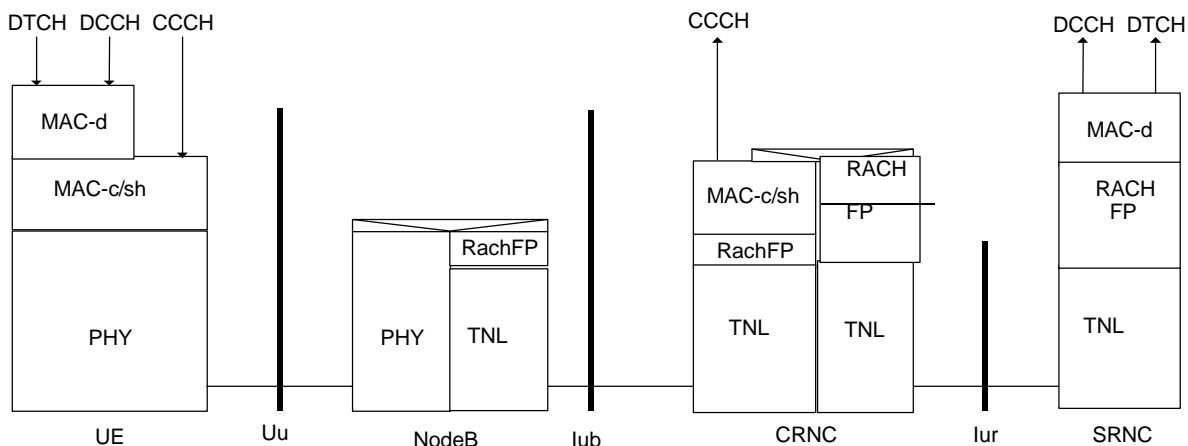 DTCH DCCH CCCH
CCCH
DCCH DTCH
MAC-d
MAC-c/sh
PHY
RachFP
PHY
TNL
MAC-c/sh
RachFP
TNL
RACH
FP
TNL
MAC-d
RACH
FP
TNL
UE
Uu
NodeB
Iub
CRNC
Iur
SRNC